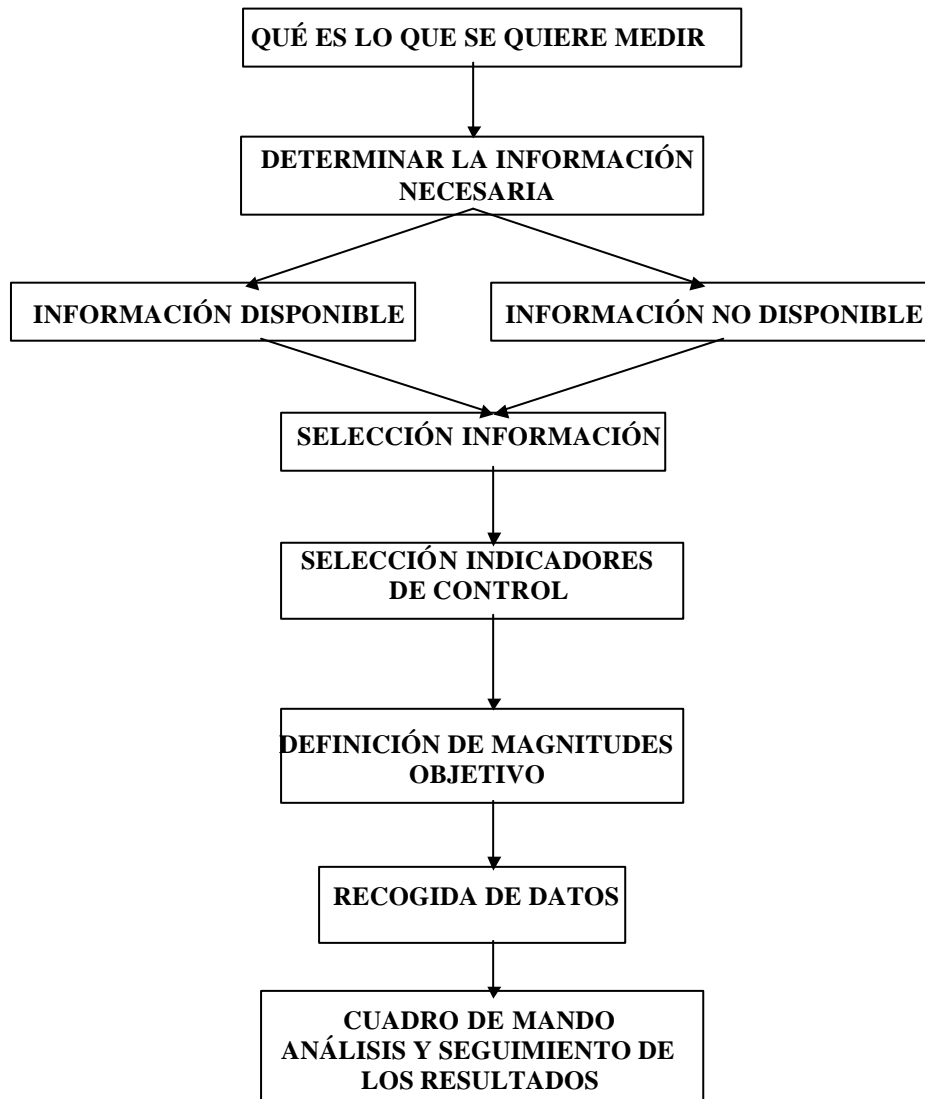 QUÉ ES LO QUE SE QUIERE MEDIR
DETERMINAR LA INFORMACIÓN
NECESARIA
INFORMACIÓN DISPONIBLE
INFORMACIÓN NO DISPONIBLE
SELECCIÓN INFORMACIÓN
SELECCIÓN INDICADORES
DE CONTROL
DEFINICIÓN DE MAGNITUDES
OBJETIVO
RECOGIDA DE DATOS
CUADRO DE MANDO
ANÁLISIS Y SEGUIMIENTO DE
LOS RESULTADOS